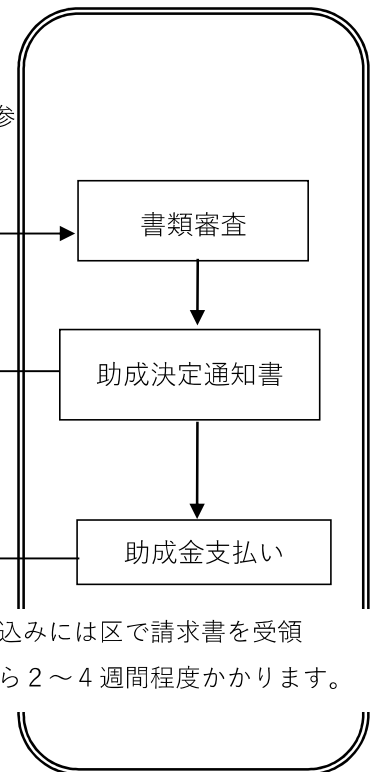 参
書類審査
助成決定通知書
助成金支払い
込みには区で請求書を受領
ら２～４週間程度かかります。